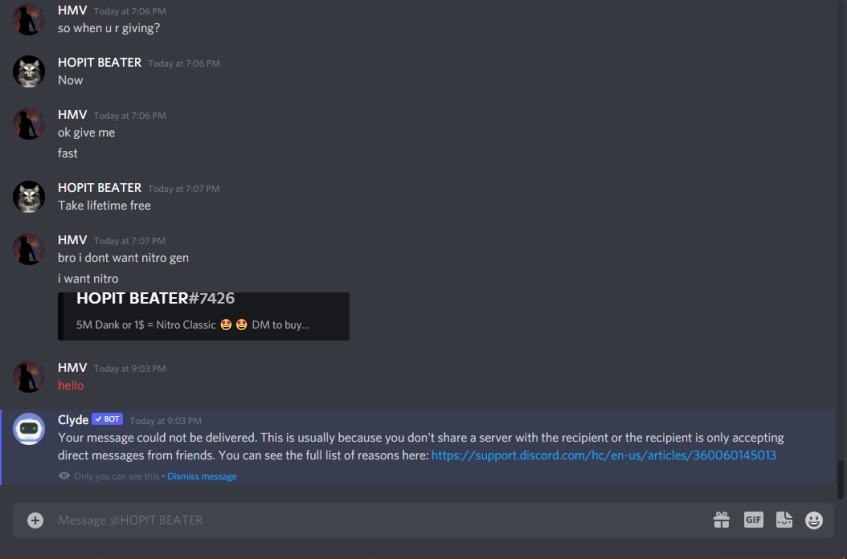 HMV Today at 7:06 PM
so when u r giving?
HOPIT BEATER Today at 7:06 PM
Now
HMV Today at 7:06 PM
ok give me
fast
HOPIT BEATER Today at 7:07 PM
Take lifetime free
HMV Today at 7:07 PM
bro i dont want nitro gen
i want nitro
HOPIT BEATER#7426
5M Dank or 1$ = Nitro Classic 🤩 🤩 DM to buy...
HMV Today at 9:03 PM
hello
Clyde ✓ BOT Today at 9:03 PM
Your message could not be delivered. This is usually because you don't share a server with the recipient or the recipient is only accepting
direct messages from friends. You can see the full list of reasons here: https://support.discord.com/hc/en-us/articles/360060145013
Only you can see this • Dismiss message
Message @HOPIT BEATER
GIF